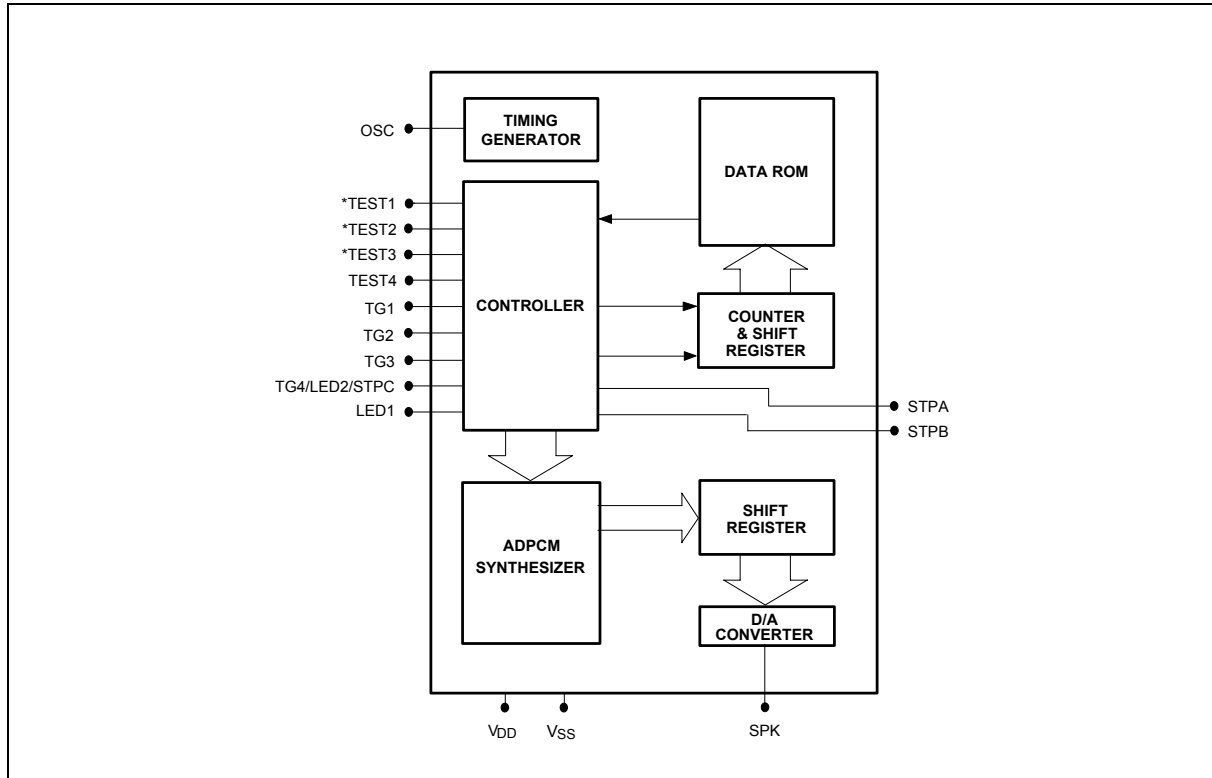 OSC
TIMING
GENERATOR
DATA ROM
*TEST1
*TEST2
*TEST3
TEST4
TG1
TG2
TG3
TG4/LED2/STPC
LED1
CONTROLLER
COUNTER
& SHIFT
REGISTER
STPA
STPB
ADPCM
SYNTHESIZER
SHIFT
REGISTER
D/A
CONVERTER
VDD
VSS
SPK